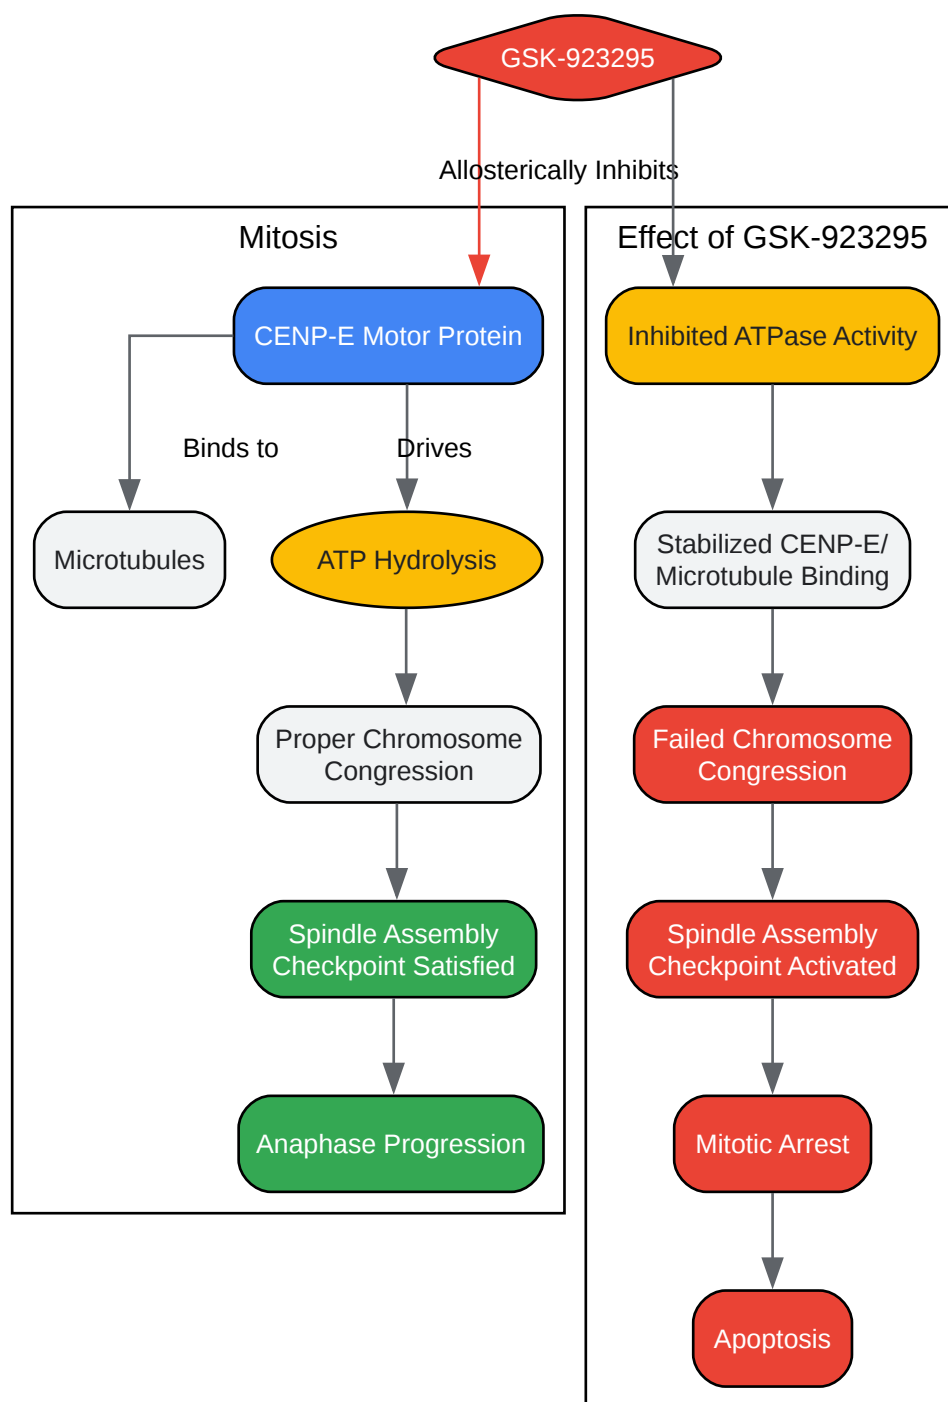 GSK-923295
Allosterically Inhibits
Mitosis
CENP-E Motor Protein
Binds to
Drives
Microtubules
ATP Hydrolysis
Proper Chromosome
Congression
Spindle Assembly
Checkpoint Satisfied
Anaphase Progression
Effect of GSK-923295
Inhibited ATPase Activity
Stabilized CENP-E/
Microtubule Binding
Failed Chromosome
Congression
Spindle Assembly
Checkpoint Activated
Mitotic Arrest
Apoptosis